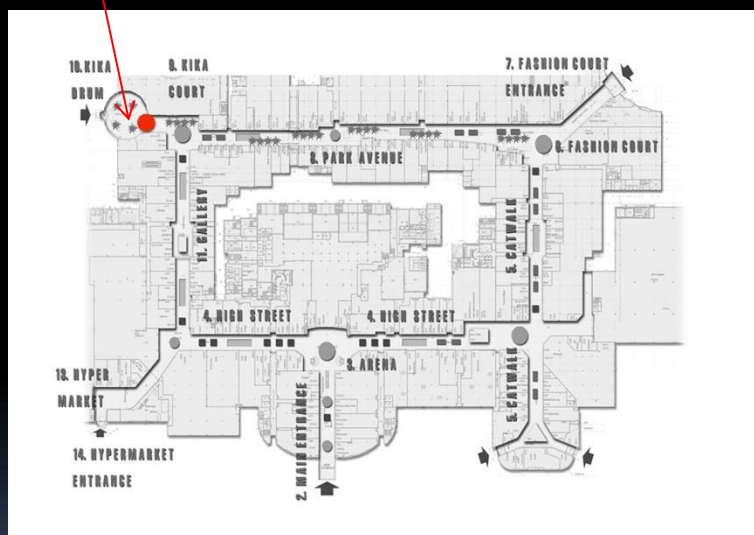 10.KIKA
DRUM
9. KIKA
COURT
7. FASHION COURT
ENTRANCE
8. PARK AVENUE
6. FASHION COURT
11. GALLERY
5. CATWALK
4. HIGH STREET
4. HIGH STREET
3. ARENA
13. HYPER
MARKET
5. CATWALK
2. MAIN ENTRANCE
14. HYPERMARKET
ENTRANCE